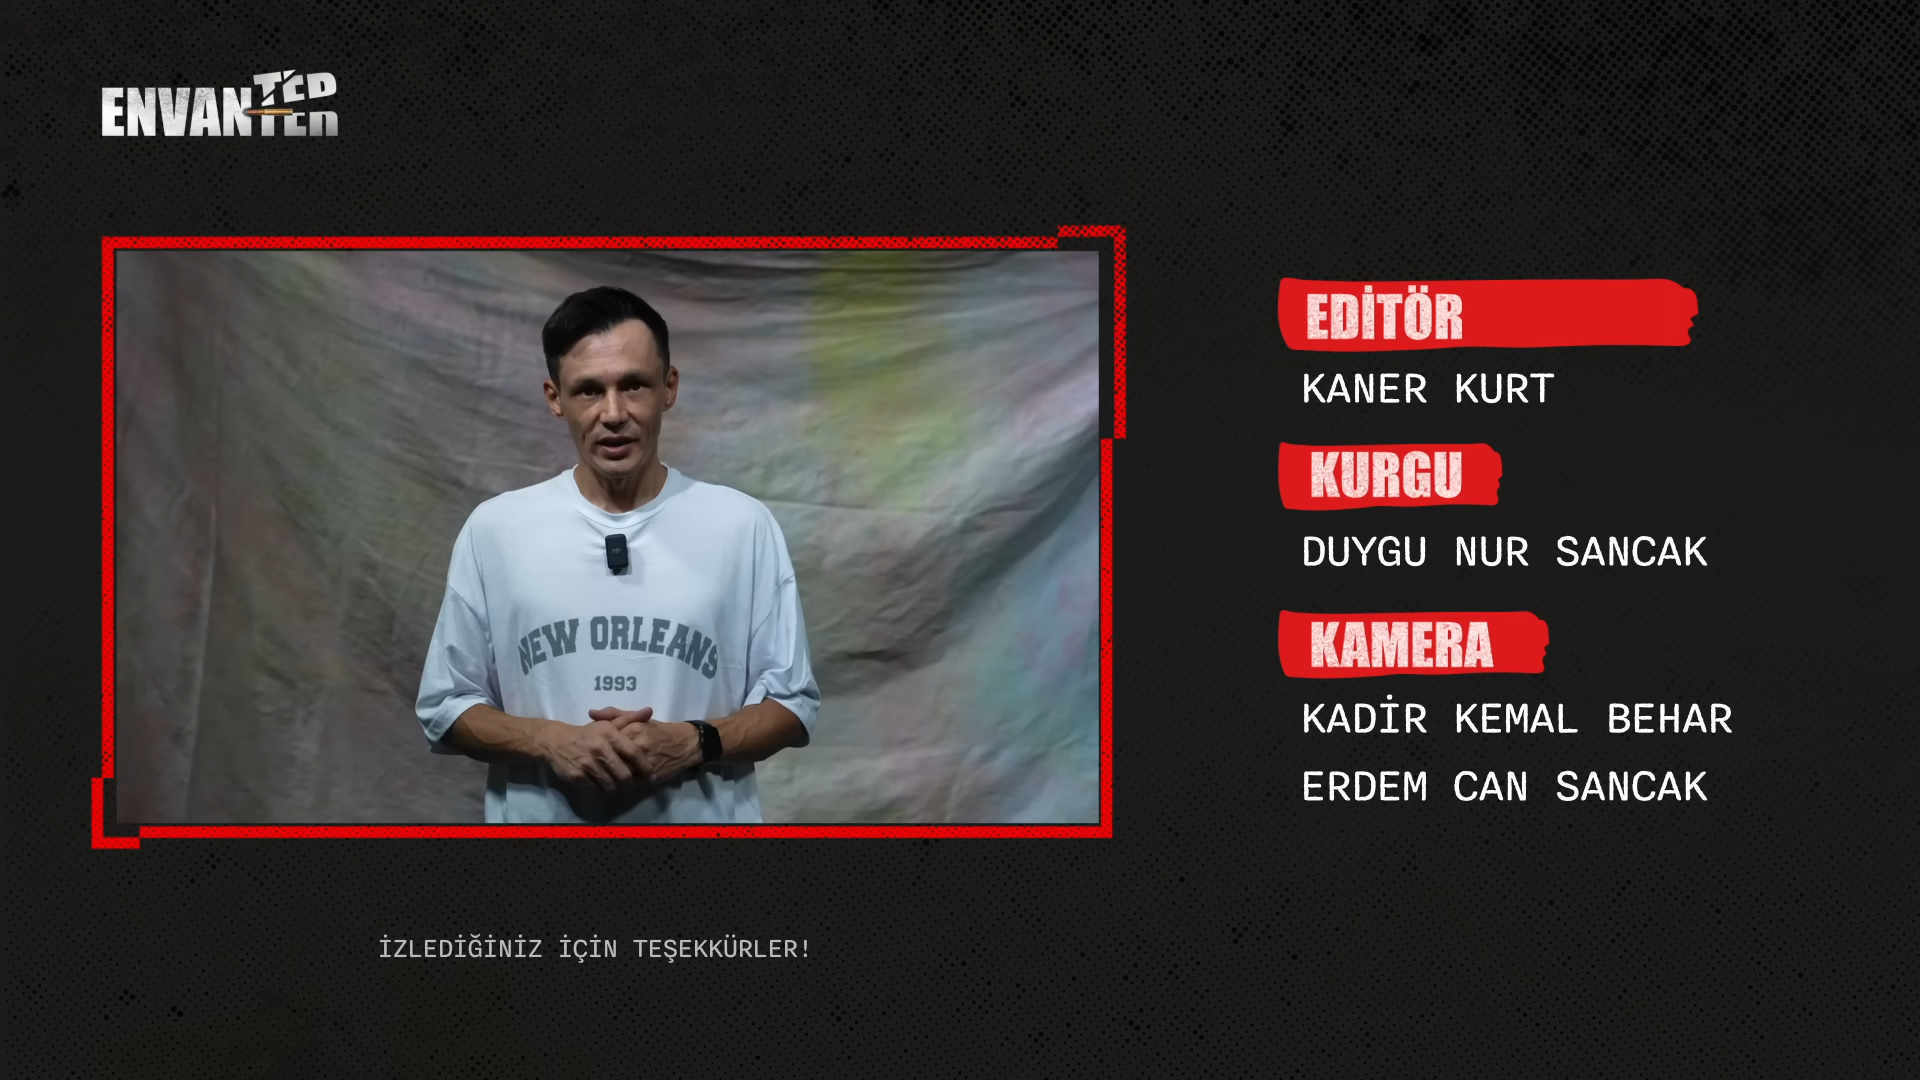 ENVANTER
EDİTÖR
KANER KURT
KURGU
DUYGU NUR SANCAK
KAMERA
KADİR KEMAL BEHAR
ERDEM CAN SANCAK
NEW ORLEANS
1993
İZLEDİĞİNİZ İÇİN TEŞEKKÜRLER!